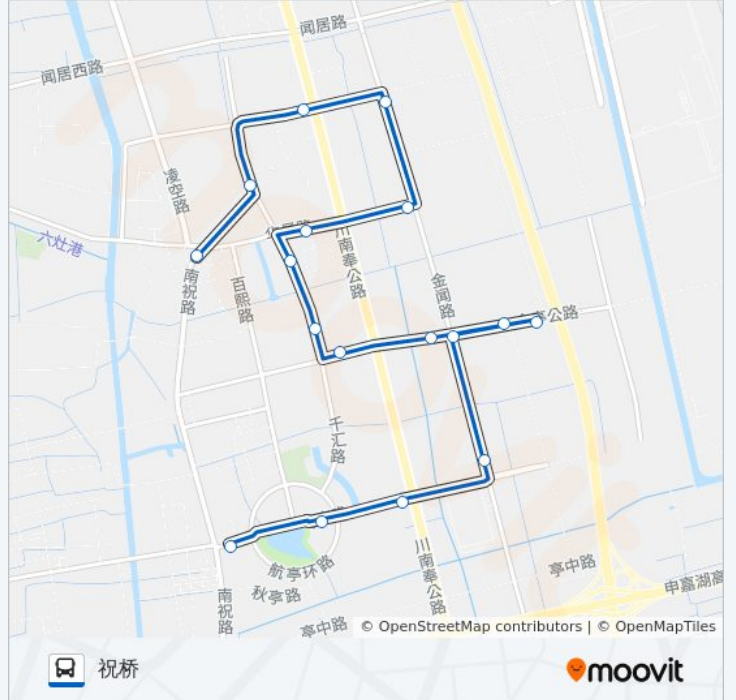 闻居路
闻居西路
凌空路
六灶港
川南奉公路
南祝路
百熙路
金闻路
公路
千汇路
航亭环路
秋亭路
南祝路
川南奉公路
亭中路
亭中路
申嘉湖高
© OpenStreetMap contributors | © OpenMapTiles
祝桥
moovit